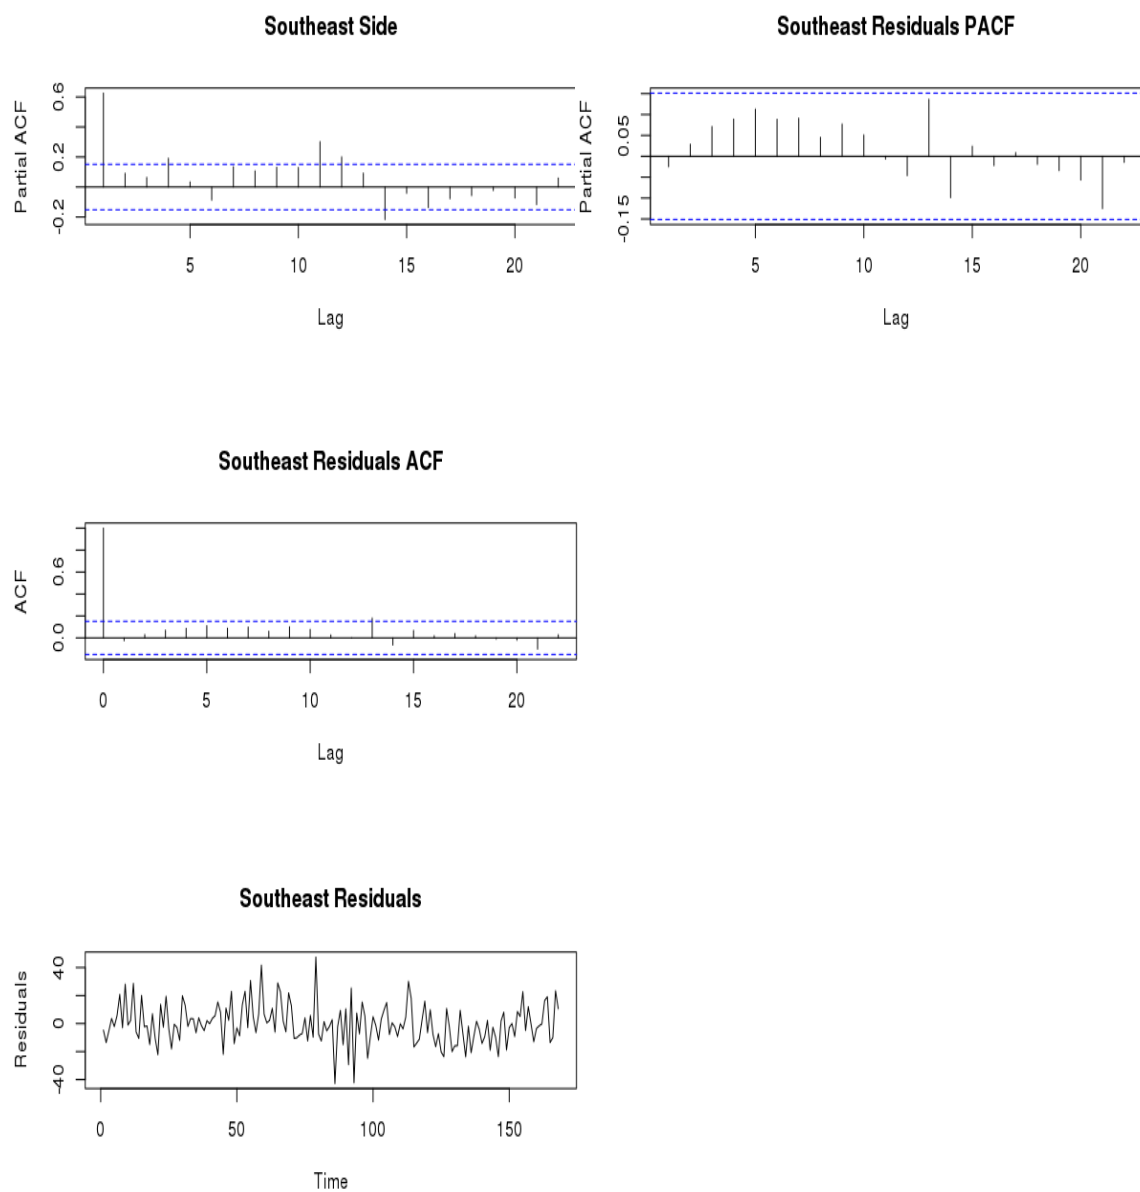 Southeast Side
Partial ACF
0.6
0.2
-0.2
5 10 15 20
Lag
Southeast Residuals PACF
Partial ACF
0.05
-0.15
5 10 15 20
Lag
Southeast Residuals ACF
ACF
0.6
0.0
0 5 10 15 20
Lag
Southeast Residuals
Residuals
40
0
-40
0 50 100 150
Time